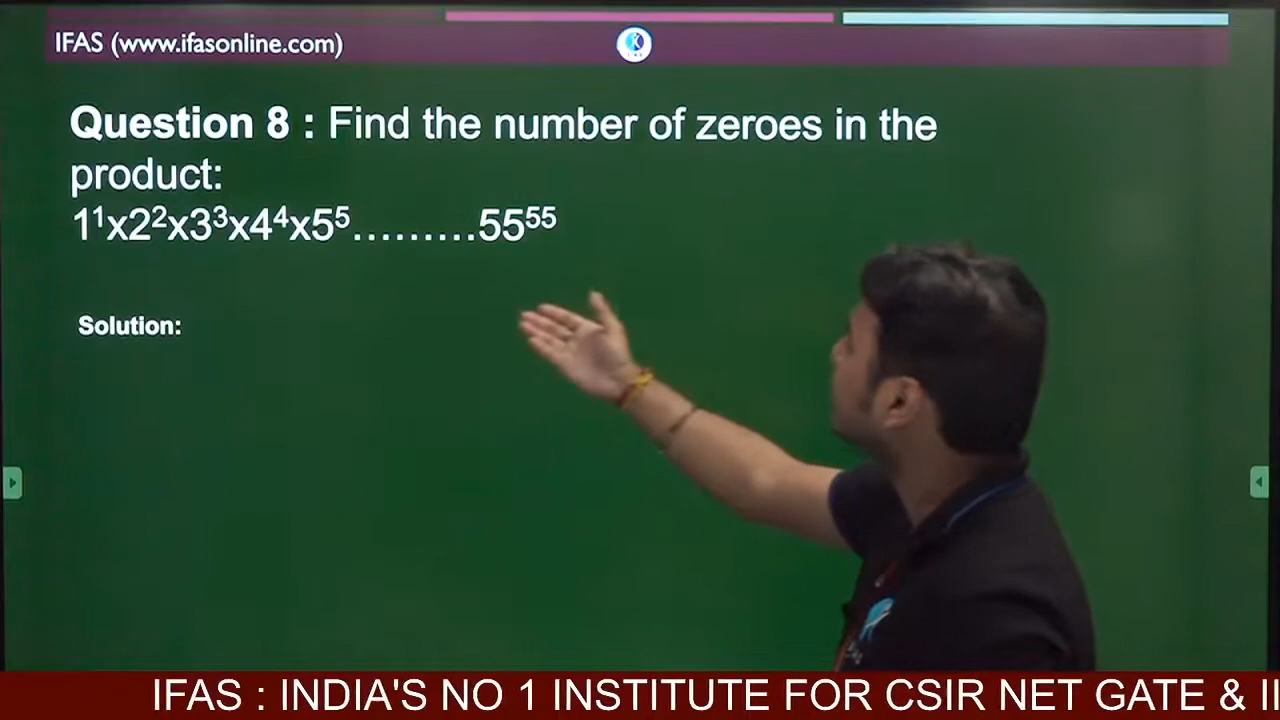 IFAS (www.ifasonline.com)
Question 8 : Find the number of zeroes in the
product:
1¹x2²x3³x4⁴x5⁵.........55⁵⁵
Solution:
IFAS : INDIA'S NO 1 INSTITUTE FOR CSIR NET GATE & II